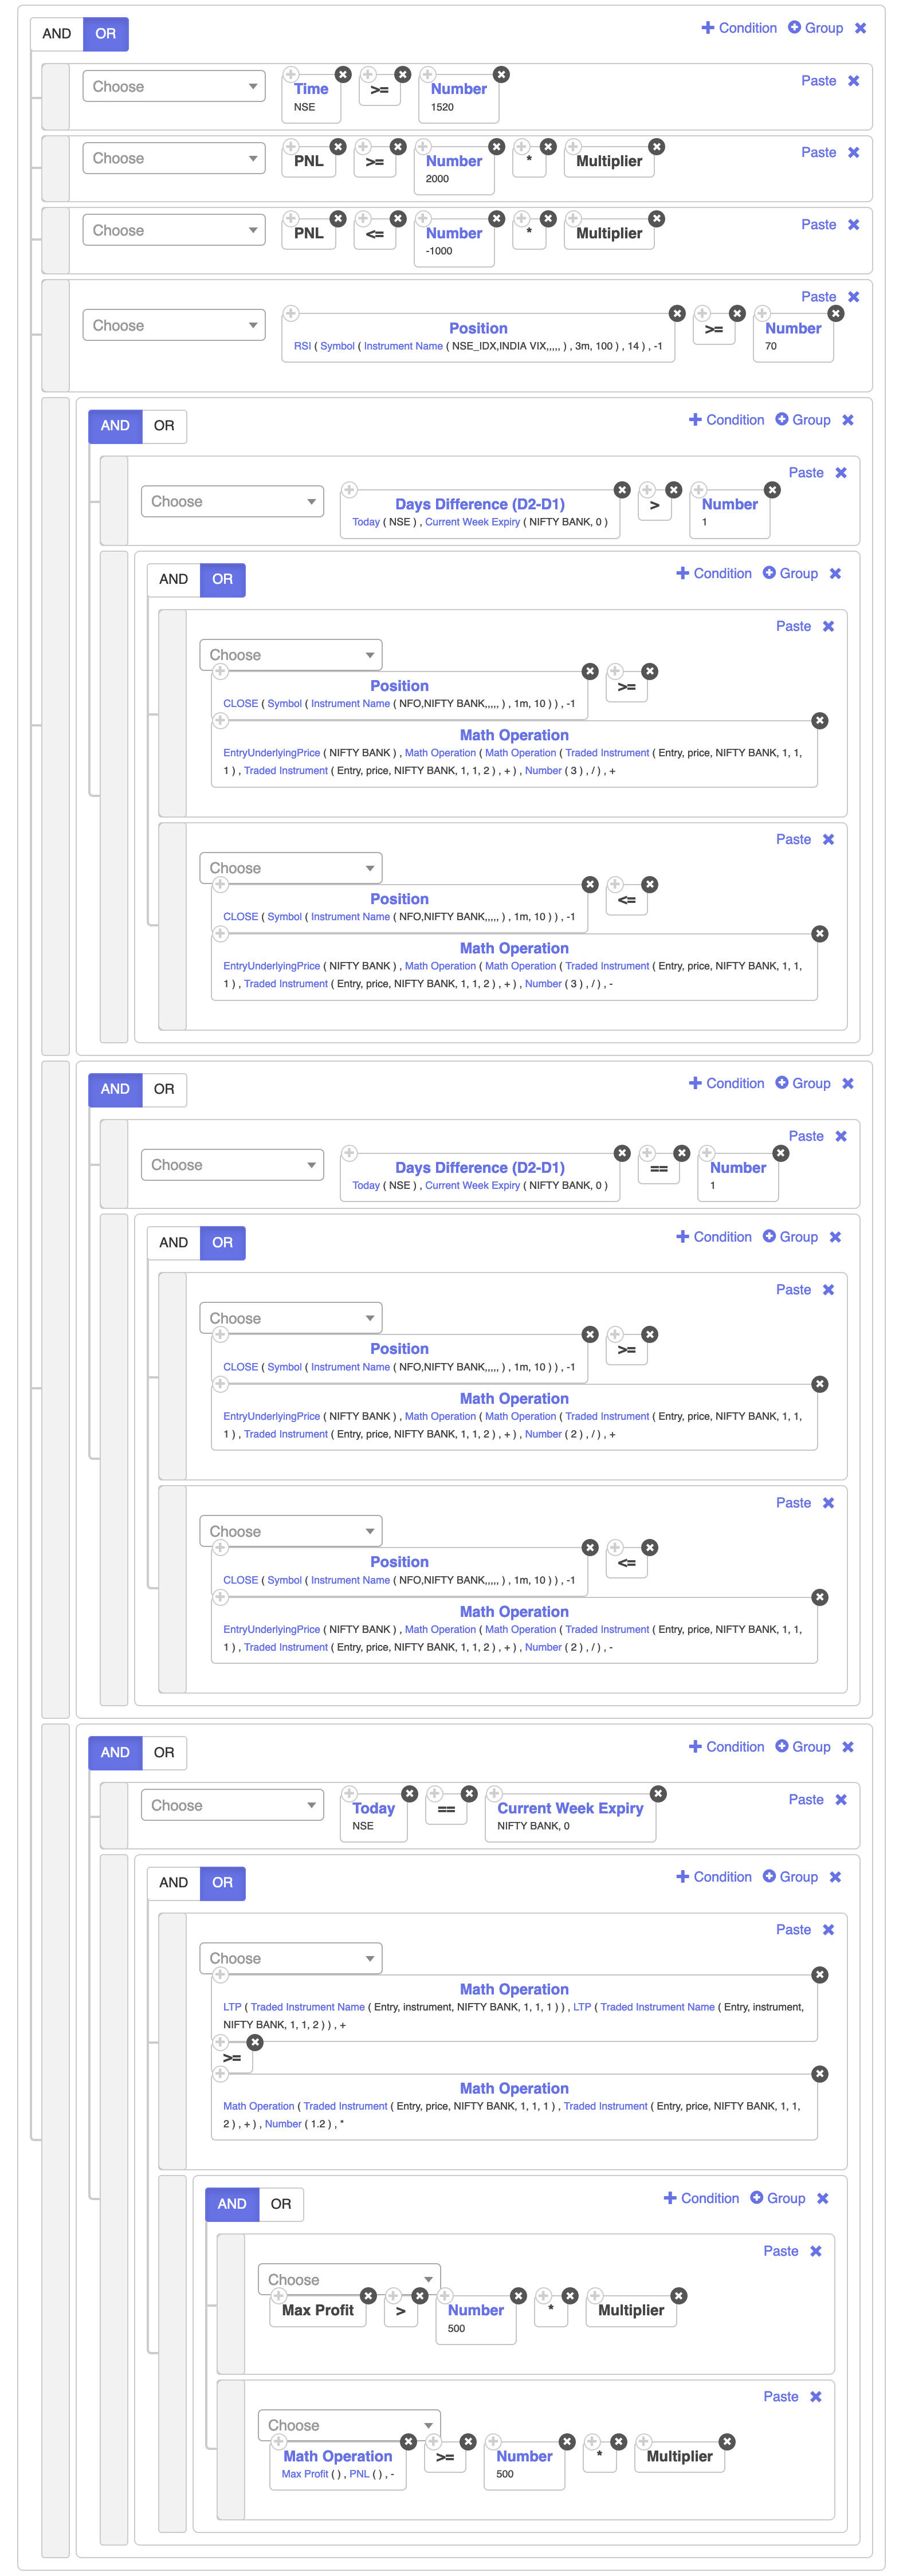 AND OR Condition Group
Choose Time >= Number Paste
NSE 1520
Choose PNL >= Number * Multiplier Paste
2000
Choose PNL <= Number * Multiplier Paste
-1000
Paste
Choose Position >= Number
RSI ( Symbol ( Instrument Name ( NSE_IDX,INDIA VIX,,,,, ) , 3m, 100 ) , 14 ) , -1 70
AND OR Condition Group
Paste
Choose Days Difference (D2-D1) > Number
Today ( NSE ) , Current Week Expiry ( NIFTY BANK, 0 ) 1
AND OR Condition Group
Paste
Choose
Position >=
CLOSE ( Symbol ( Instrument Name ( NFO,NIFTY BANK,,,,, ) , 1m, 10 ) ) , -1
Math Operation
EntryUnderlyingPrice ( NIFTY BANK ) , Math Operation ( Math Operation ( Traded Instrument ( Entry, price, NIFTY BANK, 1, 1,
1 ) , Traded Instrument ( Entry, price, NIFTY BANK, 1, 1, 2 ) , + ) , Number ( 3 ) , / ) , +
Paste
Choose
Position <=
CLOSE ( Symbol ( Instrument Name ( NFO,NIFTY BANK,,,,, ) , 1m, 10 ) ) , -1
Math Operation
EntryUnderlyingPrice ( NIFTY BANK ) , Math Operation ( Math Operation ( Traded Instrument ( Entry, price, NIFTY BANK, 1, 1,
1 ) , Traded Instrument ( Entry, price, NIFTY BANK, 1, 1, 2 ) , + ) , Number ( 3 ) , / ) , -
AND OR Condition Group
Paste
Choose Days Difference (D2-D1) == Number
Today ( NSE ) , Current Week Expiry ( NIFTY BANK, 0 ) 1
AND OR Condition Group
Paste
Choose
Position >=
CLOSE ( Symbol ( Instrument Name ( NFO,NIFTY BANK,,,,, ) , 1m, 10 ) ) , -1
Math Operation
EntryUnderlyingPrice ( NIFTY BANK ) , Math Operation ( Math Operation ( Traded Instrument ( Entry, price, NIFTY BANK, 1, 1,
1 ) , Traded Instrument ( Entry, price, NIFTY BANK, 1, 1, 2 ) , + ) , Number ( 2 ) , / ) , +
Paste
Choose
Position <=
CLOSE ( Symbol ( Instrument Name ( NFO,NIFTY BANK,,,,, ) , 1m, 10 ) ) , -1
Math Operation
EntryUnderlyingPrice ( NIFTY BANK ) , Math Operation ( Math Operation ( Traded Instrument ( Entry, price, NIFTY BANK, 1, 1,
1 ) , Traded Instrument ( Entry, price, NIFTY BANK, 1, 1, 2 ) , + ) , Number ( 2 ) , / ) , -
AND OR Condition Group
Choose Today == Current Week Expiry Paste
NSE NIFTY BANK, 0
AND OR Condition Group
Paste
Choose
Math Operation
LTP ( Traded Instrument Name ( Entry, instrument, NIFTY BANK, 1, 1, 1 ) ) , LTP ( Traded Instrument Name ( Entry, instrument,
NIFTY BANK, 1, 1, 2 ) ) , +
>=
Math Operation
Math Operation ( Traded Instrument ( Entry, price, NIFTY BANK, 1, 1, 1 ) , Traded Instrument ( Entry, price, NIFTY BANK, 1, 1,
2 ) , + ) , Number ( 1.2 ) , *
AND OR Condition Group
Paste
Choose
Max Profit > Number * Multiplier
500
Paste
Choose
Math Operation >= Number * Multiplier
Max Profit ( ) , PNL ( ) , - 500